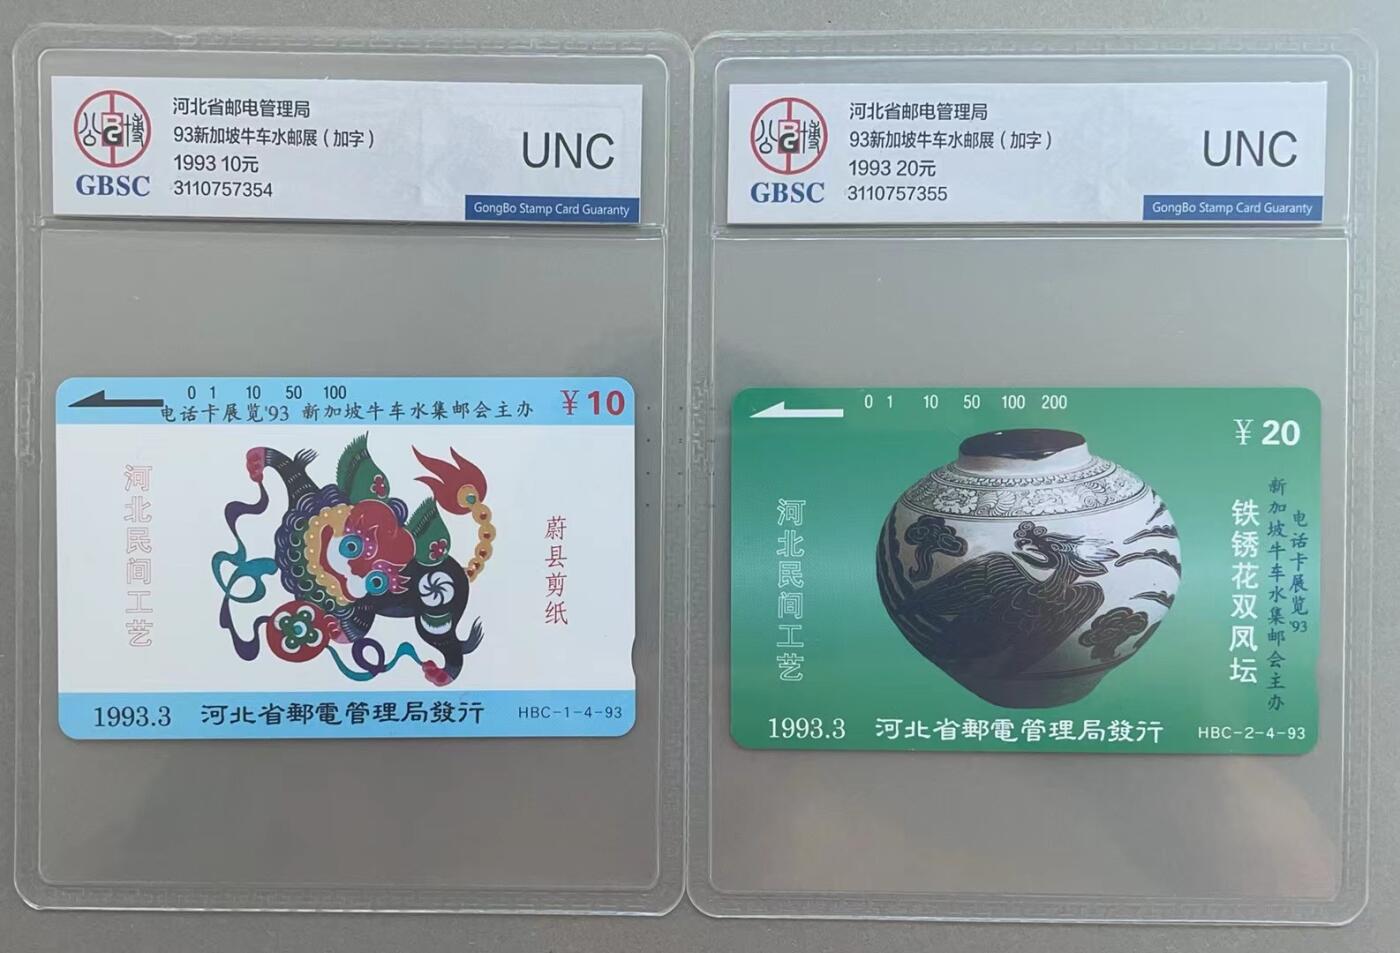 公博
BG
GBSC
河北省邮电管理局
93新加坡牛车水邮展（加字）
1993 10元
3110757354
UNC
GongBo Stamp Card Guaranty
0 1 10 50 100
电话卡展览'93 新加坡牛车水集邮会主办
￥10
河北民间工艺
蔚县剪纸
1993.3 河北省郵電管理局發行 HBC-1-4-93
公博
BG
GBSC
河北省邮电管理局
93新加坡牛车水邮展（加字）
1993 20元
3110757355
UNC
GongBo Stamp Card Guaranty
0 1 10 50 100 200
￥20
河北民间工艺
铁锈花双凤坛
电话卡展览'93
新加坡牛车水集邮会主办
1993.3 河北省郵電管理局發行 HBC-2-4-93